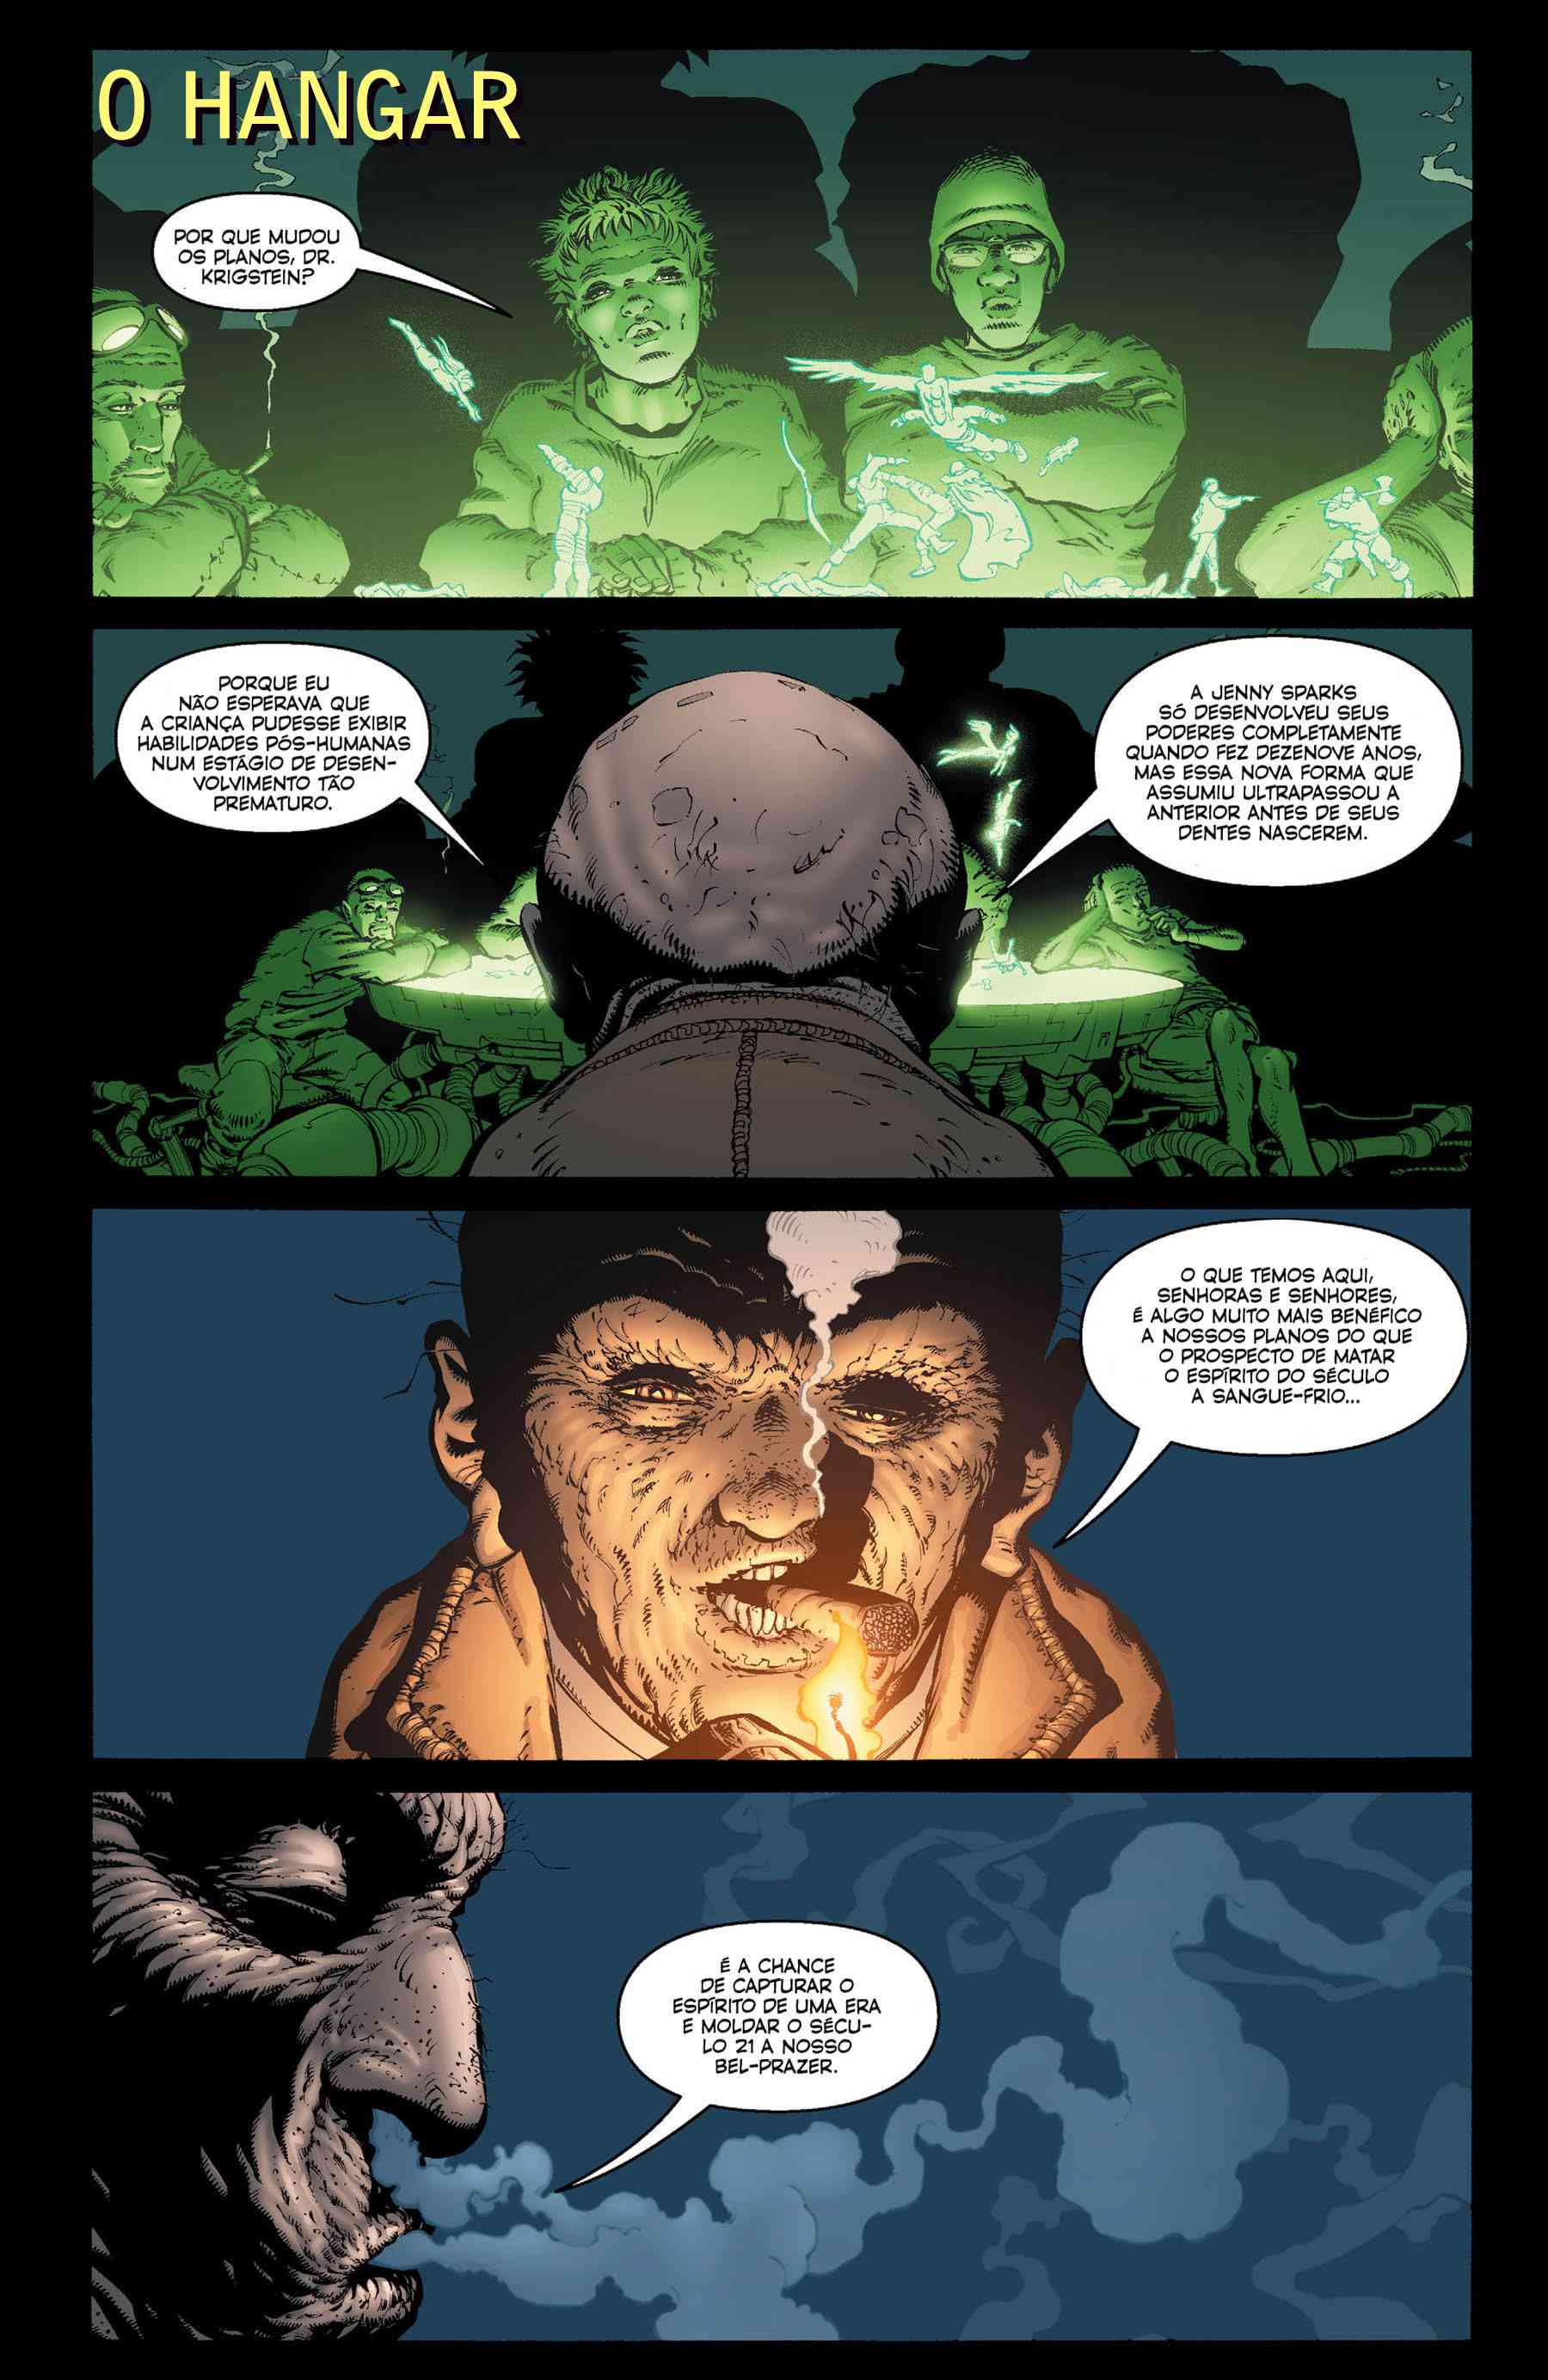 O HANGAR
POR QUE MUDOU
OS PLANOS, DR.
KRIGSTEIN?
PORQUE EU
NÃO ESPERAVA QUE
A CRIANÇA PUDESSE EXIBIR
HABILIDADES PÓS-HUMANAS
NUM ESTÁGIO DE DESEN-
VOLVIMENTO TÃO
PREMATURO.
A JENNY SPARKS
SÓ DESENVOLVEU SEUS
PODERES COMPLETAMENTE
QUANDO FEZ DEZENOVE ANOS,
MAS ESSA NOVA FORMA QUE
ASSUMIU ULTRAPASSOU A
ANTERIOR ANTES DE SEUS
DENTES NASCEREM.
O QUE TEMOS AQUI,
SENHORAS E SENHORES,
É ALGO MUITO MAIS BENÉFICO
A NOSSOS PLANOS DO QUE
O PROSPECTO DE MATAR
O ESPÍRITO DO SÉCULO
A SANGUE-FRIO...
É A CHANCE
DE CAPTURAR O
ESPÍRITO DE UMA ERA
E MOLDAR O SÉCU-
LO 21 A NOSSO
BEL-PRAZER.